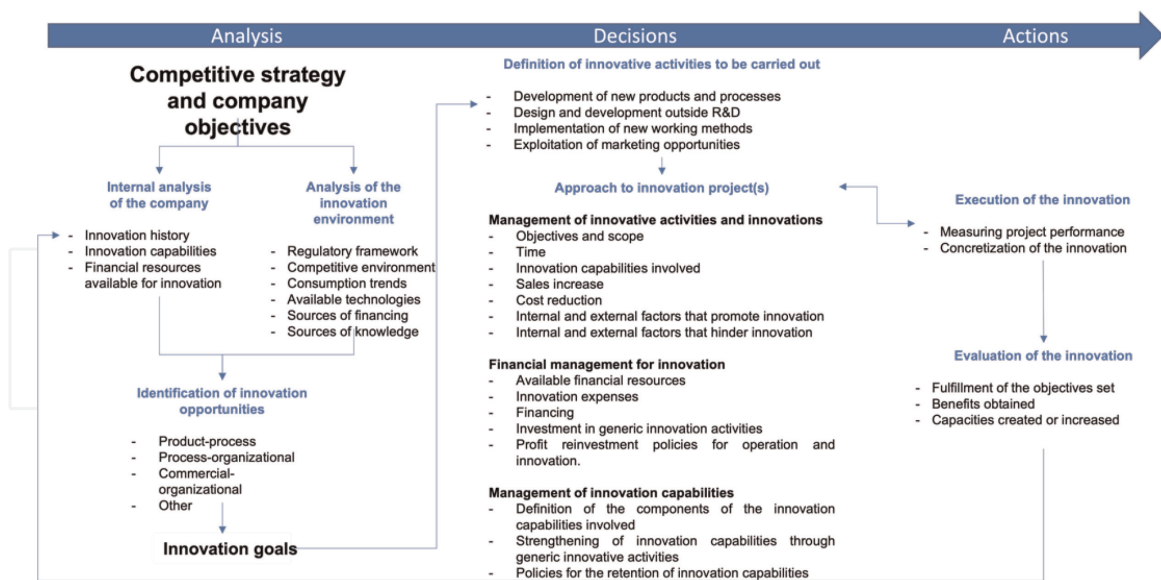 Analysis
Decisions
Actions
Competitive strategy
and company
objectives
Internal analysis
of the company
- Innovation history
- Innovation capabilities
- Financial resources
available for innovation
Analysis of the
innovation
environment
- Regulatory framework
- Competitive environment
- Consumption trends
- Available technologies
- Sources of financing
- Sources of knowledge
Identification of innovation
opportunities
- Product-process
- Process-organizational
- Commercial-
organizational
- Other
Innovation goals
Definition of innovative activities to be carried out
- Development of new products and processes
- Design and development outside R&D
- Implementation of new working methods
- Exploitation of marketing opportunities
Approach to innovation project(s)
Management of innovative activities and innovations
- Objectives and scope
- Time
- Innovation capabilities involved
- Sales increase
- Cost reduction
- Internal and external factors that promote innovation
- Internal and external factors that hinder innovation
Financial management for innovation
- Available financial resources
- Innovation expenses
- Financing
- Investment in generic innovation activities
- Profit reinvestment policies for operation and
innovation.
Management of innovation capabilities
- Definition of the components of the innovation
capabilities involved
- Strengthening of innovation capabilities through
generic innovative activities
- Policies for the retention of innovation capabilities
Execution of the innovation
- Measuring project performance
- Concretization of the innovation
Evaluation of the innovation
- Fulfillment of the objectives set
- Benefits obtained
- Capacities created or increased